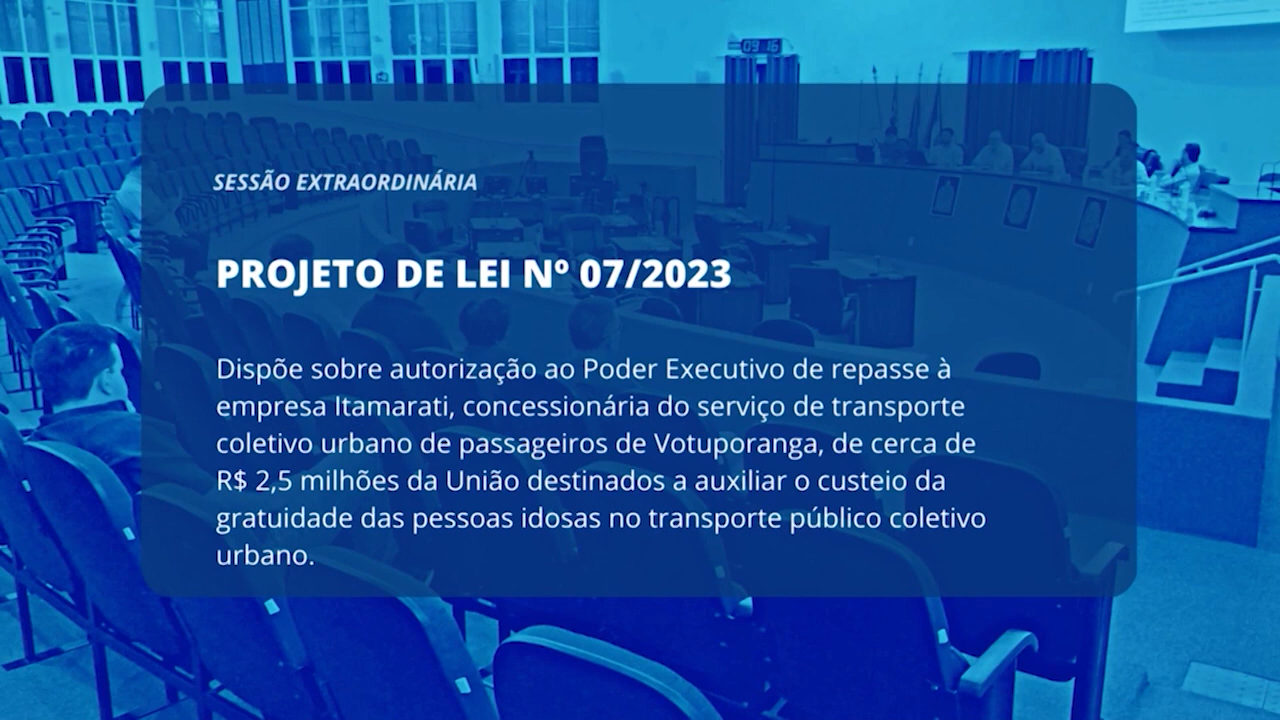 09 16
SESSÃO EXTRAORDINÁRIA
PROJETO DE LEI Nº 07/2023
Dispõe sobre autorização ao Poder Executivo de repasse à
empresa Itamarati, concessionária do serviço de transporte
coletivo urbano de passageiros de Votuporanga, de cerca de
R$ 2,5 milhões da União destinados a auxiliar o custeio da
gratuidade das pessoas idosas no transporte público coletivo
urbano.